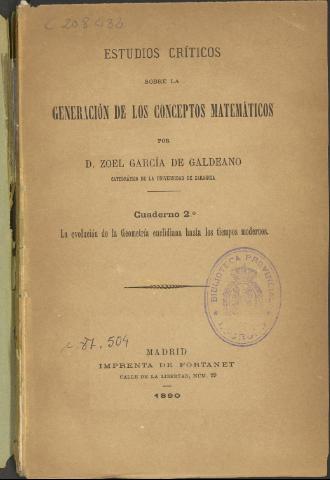 C 208434
ESTUDIOS CRÍTICOS
SOBRE LA
GENERACIÓN DE LOS CONCEPTOS MATEMÁTICOS
POR
D. ZOEL GARCÍA DE GALDEANO
CATEDRÁTICO DE LA UNIVERSIDAD DE ZARAGOZA
Cuaderno 2.º
La evolución de la Geometría euclidiana hasta los tiempos modernos.
BIBLIOTECA PROVINCIAL
c-87.504
MADRID
IMPRENTA DE FORTANET
CALLE DE LA LIBERTAD, NÚM. 29
1890